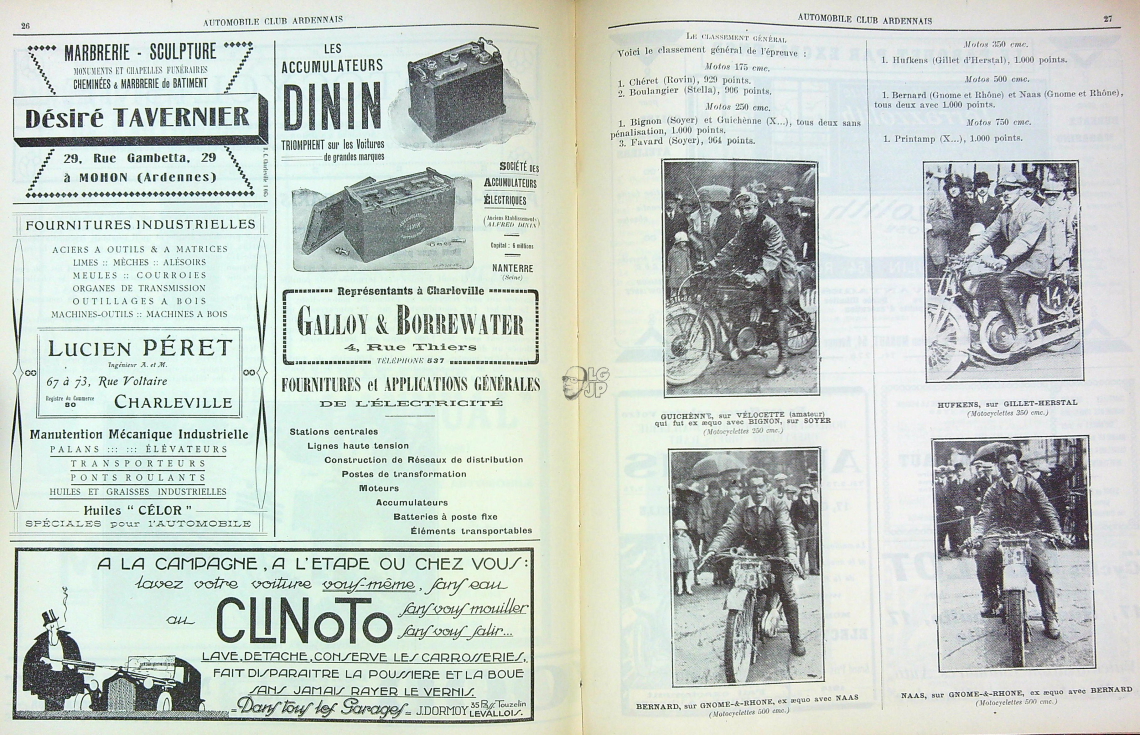 26
AUTOMOBILE CLUB ARDENNAIS
MARBRERIE - SCULPTURE
MONUMENTS ET CHAPELLES FUNÉRAIRES
CHEMINÉES & MARBRERIE de BATIMENT
Désiré TAVERNIER
29, Rue Gambetta, 29
à MOHON (Ardennes)
FOURNITURES INDUSTRIELLES
ACIERS A OUTILS & A MATRICES
LIMES :: MÈCHES :: ALÉSOIRS
MEULES :: COURROIES
ORGANES DE TRANSMISSION
OUTILLAGES A BOIS
MACHINES-OUTILS :: MACHINES A BOIS
LUCIEN PÉRET
Ingénieur A. et M.
67 à 73, Rue Voltaire
Registre du Commerce
80
CHARLEVILLE
Manutention Mécanique Industrielle
PALANS ::: ::: ÉLÉVATEURS
TRANSPORTEURS
PONTS ROULANTS
HUILES ET GRAISSES INDUSTRIELLES
Huiles “ CÉLOR ”
SPÉCIALES pour l'AUTOMOBILE
LES
ACCUMULATEURS
DININ
TRIOMPHENT sur les Voitures
de grandes marques
SOCIÉTÉ DES
ACCUMULATEURS
ÉLECTRIQUES
(Anciens Etablissements
ALFRED DININ)
Capital : 6 millions
NANTERRE
(Seine)
Représentants à Charleville
GALLOY & BORREWATER
4, Rue Thiers
TÉLÉPHONE 637
FOURNITURES et APPLICATIONS GÉNÉRALES
DE L'ÉLECTRICITÉ
Stations centrales
Lignes haute tension
Construction de Réseaux de distribution
Postes de transformation
Moteurs
Accumulateurs
Batteries à poste fixe
Éléments transportables
A LA CAMPAGNE, A L'ETAPE OU CHEZ VOUS :
lavez votre voiture vous-même, sans eau
au CLINOTO
sans vous mouiller
sans vous salir...
LAVE, DETACHE, CONSERVE LES CARROSSERIES,
FAIT DISPARAITRE LA POUSSIERE ET LA BOUE
SANS JAMAIS RAYER LE VERNIS.
= Dans tous les Garages = J. DORMOY
LEVALLOIS.
AUTOMOBILE CLUB ARDENNAIS
27
LE CLASSEMENT GÉNÉRAL
Voici le classement général de l'épreuve :
Motos 175 cmc.
1. Chéret (Rovin), 929 points.
2. Boulangier (Stella), 906 points.
Motos 250 cmc.
1. Bignon (Soyer) et Guichenne (X...), tous deux sans
pénalisation, 1.000 points.
3. Favard (Soyer), 964 points.
Motos 350 cmc.
1. Hufkens (Gillet d'Herstal), 1.000 points.
Motos 500 cmc.
1. Bernard (Gnome et Rhône) et Naas (Gnome et Rhône),
tous deux avec 1.000 points.
Motos 750 cmc.
1. Printamp (X...), 1.000 points.
14
GUICHENNE, sur VÉLOCETTE (amateur)
qui fut ex æquo avec BIGNON, sur SOYER
(Motocyclettes 250 cmc.)
HUFKENS, sur GILLET-HERSTAL
(Motocyclettes 350 cmc.)
BERNARD, sur GNOME-&-RHONE, ex æquo avec NAAS
(Motocyclettes 500 cmc.)
NAAS, sur GNOME-&-RHONE, ex æquo avec BERNARD
(Motocyclettes 500 cmc.)
LG
JP